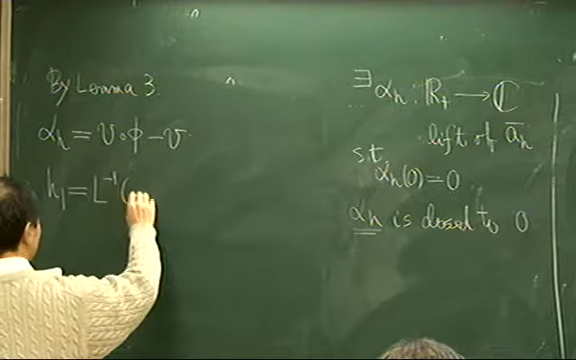 By Lemma 3.
αₕ = υ∘ϕ − υ
h₁ = L⁻¹(
∃ αₕ : ℝ₊ → ℂ
lift of āₕ
s.t.
αₕ(0) = 0
αₕ is closed to 0